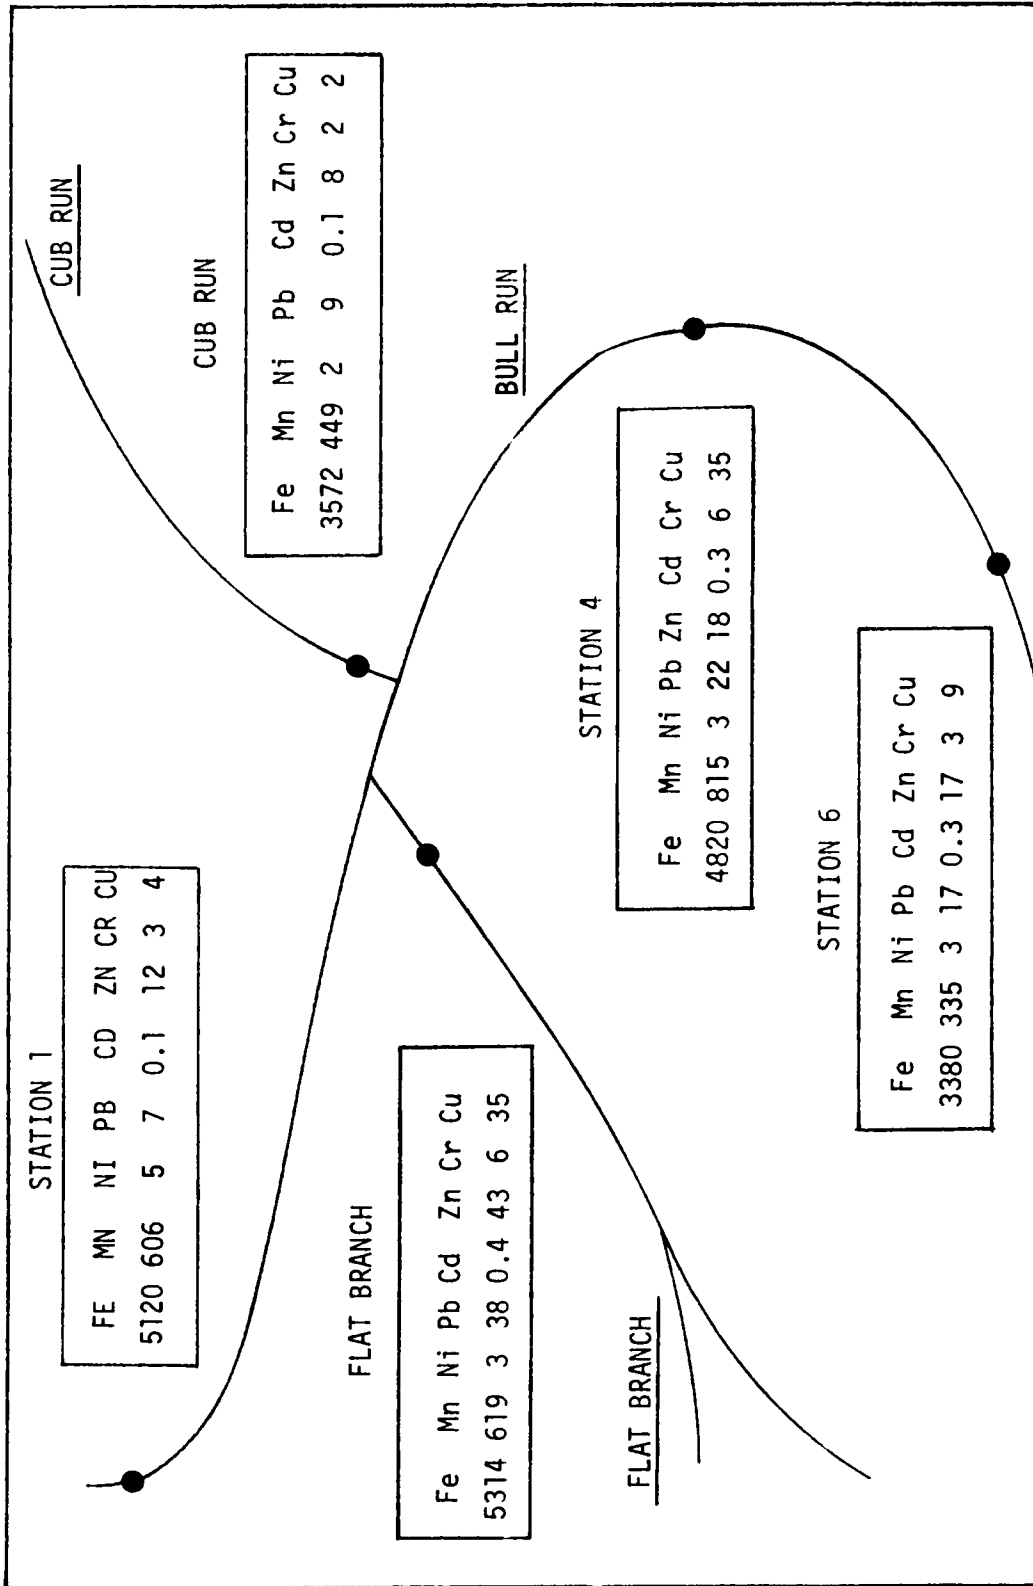 STATION 1
FE MN NI PB CD ZN CR CU
5120 606 5 7 0.1 12 3 4
CUB RUN
CUB RUN
Fe Mn Ni Pb Cd Zn Cr Cu
3572 449 2 9 0.1 8 2 2
FLAT BRANCH
Fe Mn Ni Pb Cd Zn Cr Cu
5314 619 3 38 0.4 43 6 35
BULL RUN
STATION 4
Fe Mn Ni Pb Zn Cd Cr Cu
4820 815 3 22 18 0.3 6 35
FLAT BRANCH
STATION 6
Fe Mn Ni Pb Cd Zn Cr Cu
3380 335 3 17 0.3 17 3 9